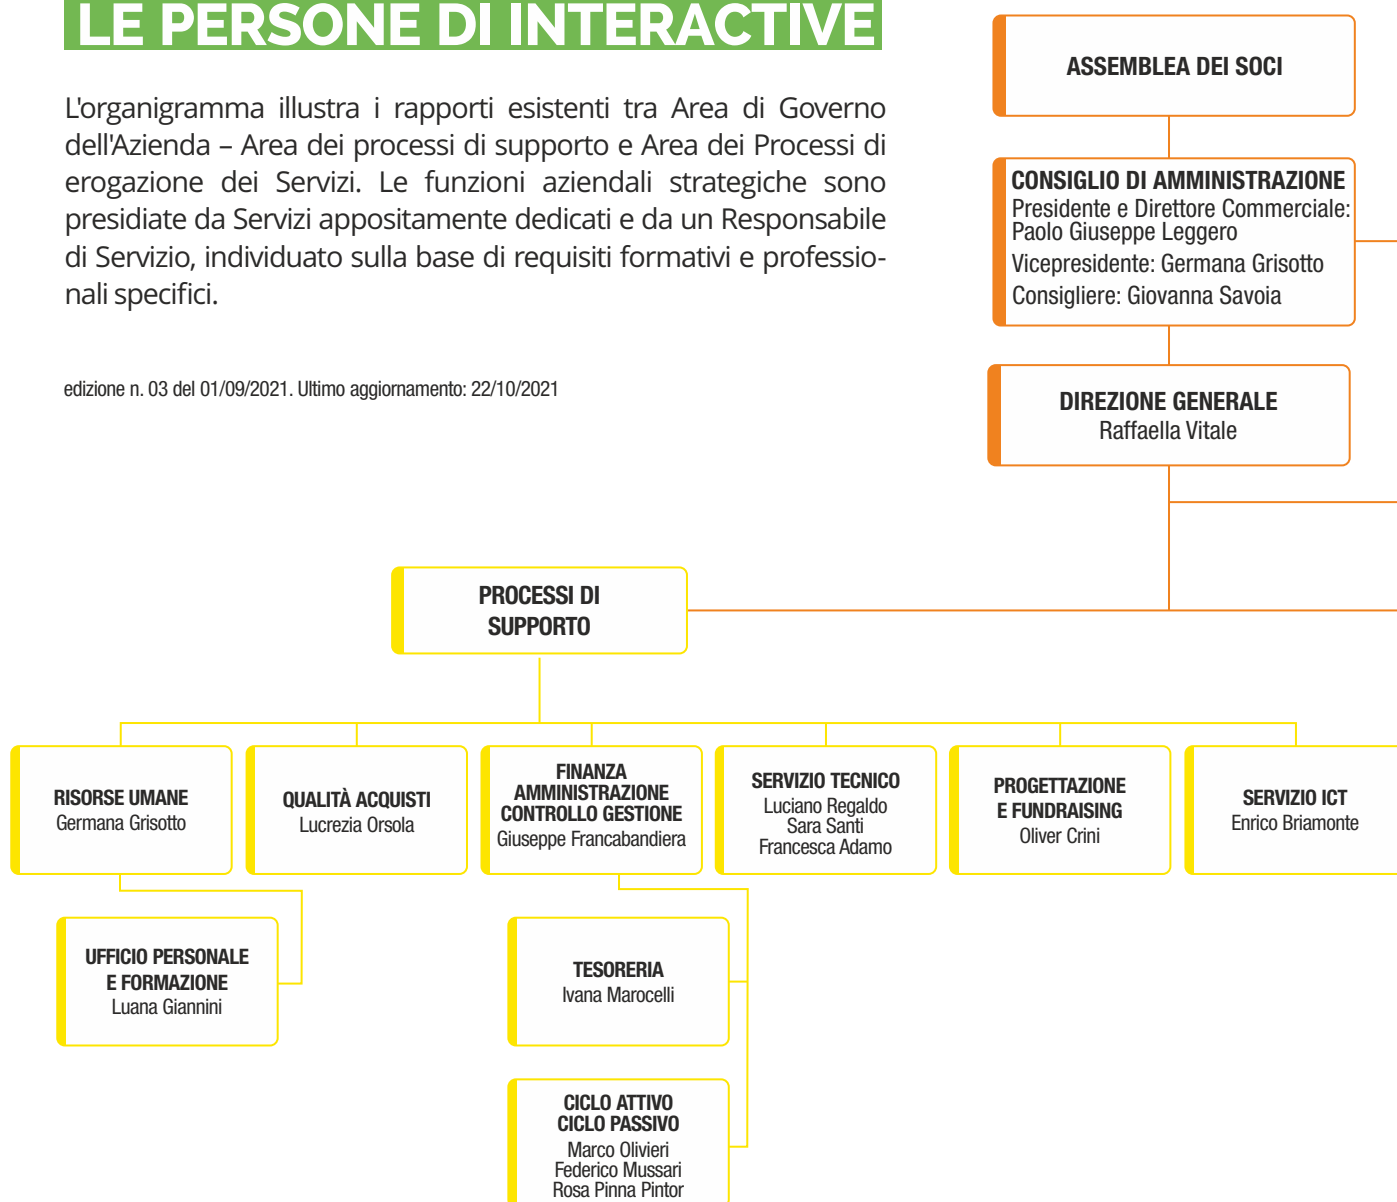 LE PERSONE DI INTERACTIVE
L'organigramma illustra i rapporti esistenti tra Area di Governo
dell'Azienda – Area dei processi di supporto e Area dei Processi di
erogazione dei Servizi. Le funzioni aziendali strategiche sono
presidiate da Servizi appositamente dedicati e da un Responsabile
di Servizio, individuato sulla base di requisiti formativi e professio-
nali specifici.
edizione n. 03 del 01/09/2021. Ultimo aggiornamento: 22/10/2021
ASSEMBLEA DEI SOCI
CONSIGLIO DI AMMINISTRAZIONE
Presidente e Direttore Commerciale:
Paolo Giuseppe Leggero
Vicepresidente: Germana Grisotto
Consigliere: Giovanna Savoia
DIREZIONE GENERALE
Raffaella Vitale
PROCESSI DI
SUPPORTO
RISORSE UMANE
Germana Grisotto
QUALITÀ ACQUISTI
Lucrezia Orsola
FINANZA
AMMINISTRAZIONE
CONTROLLO GESTIONE
Giuseppe Francabandiera
SERVIZIO TECNICO
Luciano Regaldo
Sara Santi
Francesca Adamo
PROGETTAZIONE
E FUNDRAISING
Oliver Crini
SERVIZIO ICT
Enrico Briamonte
UFFICIO PERSONALE
E FORMAZIONE
Luana Giannini
TESORERIA
Ivana Marocelli
CICLO ATTIVO
CICLO PASSIVO
Marco Olivieri
Federico Mussari
Rosa Pinna Pintor